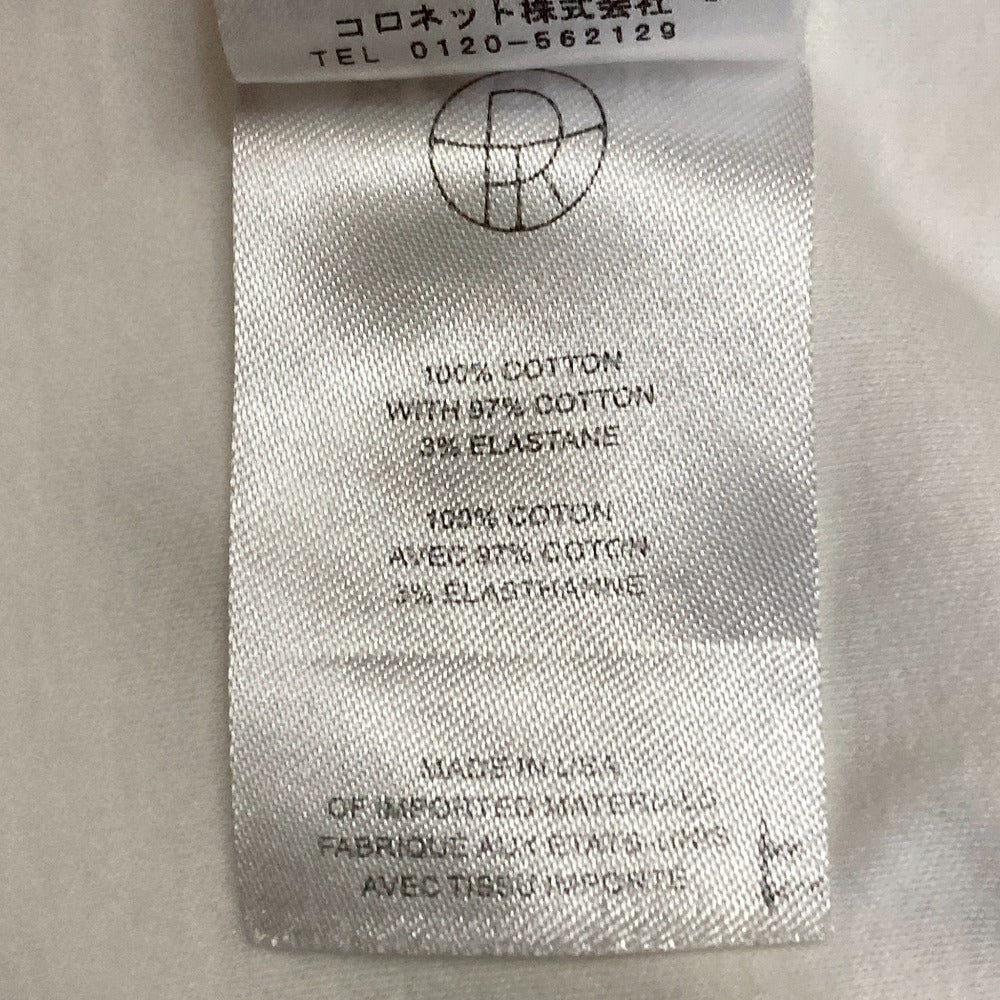 コロネット株式会社
TEL 0120-562129
100% COTTON
WITH 97% COTTON
3% ELASTANE
100% COTON
AVEC 97% COTON
3% ELASTHANNE
MADE IN USA
OF IMPORTED MATERIALS
FABRIQUE AUX ETATS-UNIS
AVEC TISSU IMPORTE